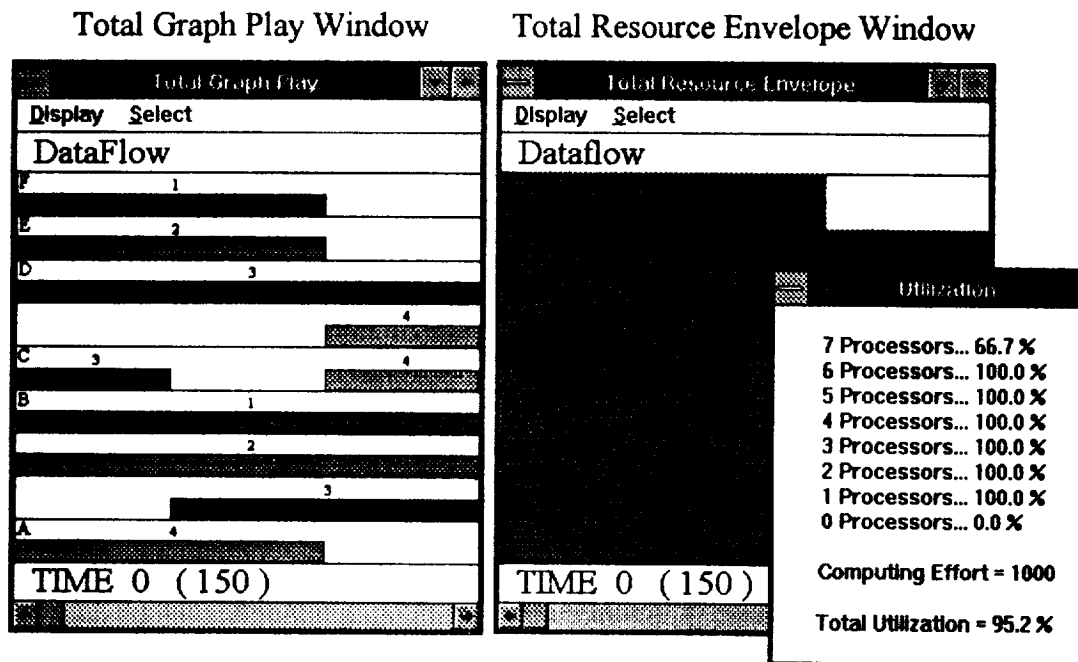 Total Graph Play Window
Total Resource Envelope Window
Total Graph Play
Display Select
DataFlow
F 1
E 2
D 3
4
C 3 4
B 1
2
3
A 4
TIME 0 (150)
Total Resource Envelope
Display Select
Dataflow
TIME 0 (150)
Utilization
7 Processors... 66.7 %
6 Processors... 100.0 %
5 Processors... 100.0 %
4 Processors... 100.0 %
3 Processors... 100.0 %
2 Processors... 100.0 %
1 Processors... 100.0 %
0 Processors... 0.0 %
Computing Effort = 1000
Total Utilization = 95.2 %